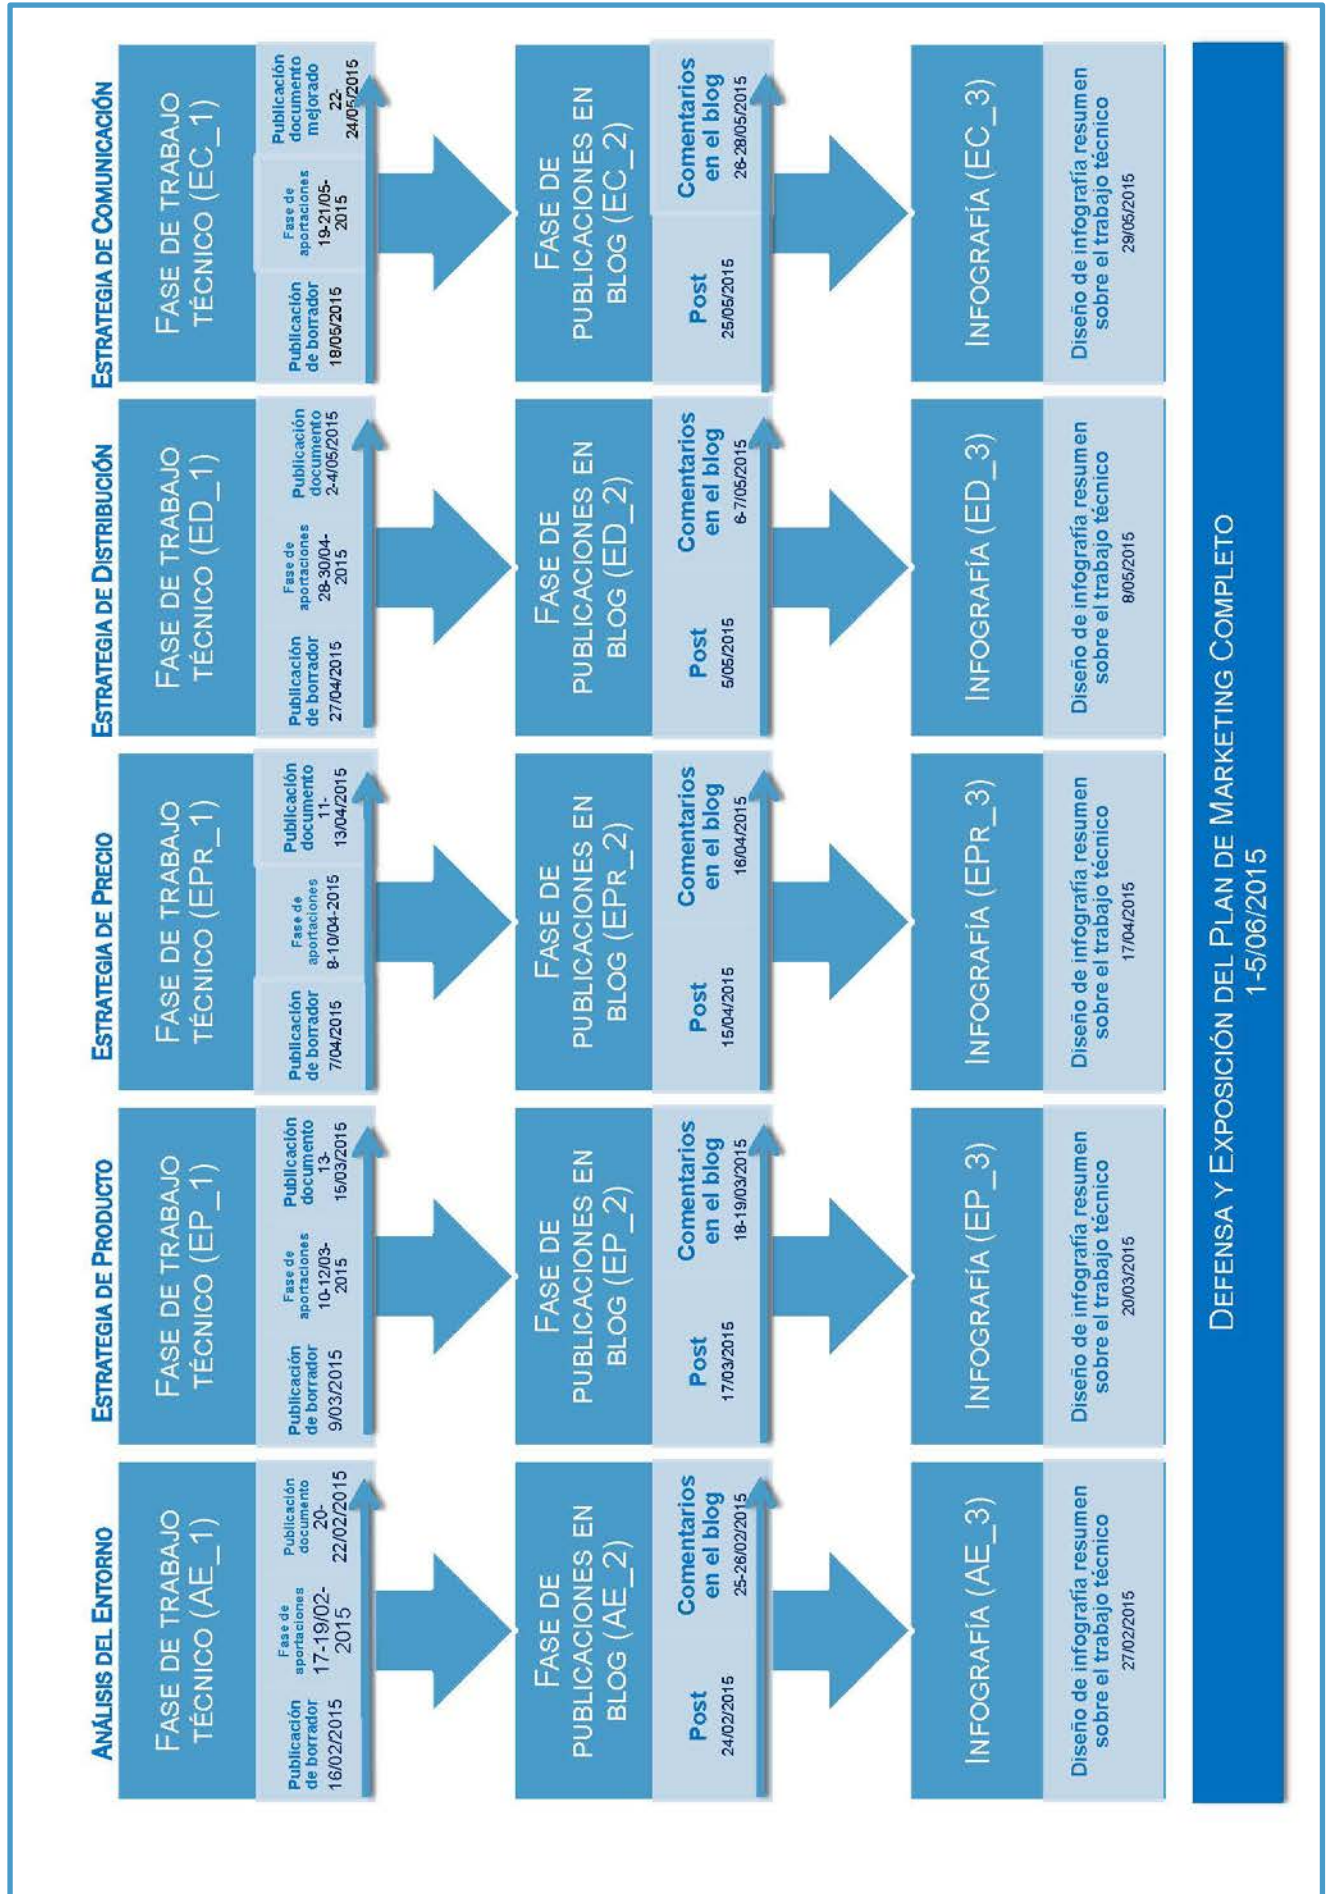 ANÁLISIS DEL ENTORNO
FASE DE TRABAJO
TÉCNICO (AE_1)
Publicación
de borrador
16/02/2015
Fase de
aportaciones
17-19/02-
2015
Publicación
documento
20-
22/02/2015
FASE DE
PUBLICACIONES EN
BLOG (AE_2)
Post
24/02/2015
Comentarios
en el blog
25-26/02/2015
INFOGRAFÍA (AE_3)
Diseño de infografía resumen
sobre el trabajo técnico
27/02/2015
ESTRATEGIA DE PRODUCTO
FASE DE TRABAJO
TÉCNICO (EP_1)
Publicación
de borrador
9/03/2015
Fase de
aportaciones
10-12/03-
2015
Publicación
documento
13-
15/03/2015
FASE DE
PUBLICACIONES EN
BLOG (EP_2)
Post
17/03/2015
Comentarios
en el blog
18-19/03/2015
INFOGRAFÍA (EP_3)
Diseño de infografía resumen
sobre el trabajo técnico
20/03/2015
ESTRATEGIA DE PRECIO
FASE DE TRABAJO
TÉCNICO (EPR_1)
Publicación
de borrador
7/04/2015
Fase de
aportaciones
8-10/04-2015
Publicación
documento
11-
13/04/2015
FASE DE
PUBLICACIONES EN
BLOG (EPR_2)
Post
15/04/2015
Comentarios
en el blog
16/04/2015
INFOGRAFÍA (EPR_3)
Diseño de infografía resumen
sobre el trabajo técnico
17/04/2015
ESTRATEGIA DE DISTRIBUCIÓN
FASE DE TRABAJO
TÉCNICO (ED_1)
Publicación
de borrador
27/04/2015
Fase de
aportaciones
28-30/04-
2015
Publicación
documento
2-4/05/2015
FASE DE
PUBLICACIONES EN
BLOG (ED_2)
Post
5/05/2015
Comentarios
en el blog
6-7/05/2015
INFOGRAFÍA (ED_3)
Diseño de infografía resumen
sobre el trabajo técnico
8/05/2015
ESTRATEGIA DE COMUNICACIÓN
FASE DE TRABAJO
TÉCNICO (EC_1)
Publicación
de borrador
18/05/2015
Fase de
aportaciones
19-21/05-
2015
Publicación
documento
mejorado
22-
24/05/2015
FASE DE
PUBLICACIONES EN
BLOG (EC_2)
Post
25/05/2015
Comentarios
en el blog
26-28/05/2015
INFOGRAFÍA (EC_3)
Diseño de infografía resumen
sobre el trabajo técnico
29/05/2015
DEFENSA Y EXPOSICIÓN DEL PLAN DE MARKETING COMPLETO
1-5/06/2015